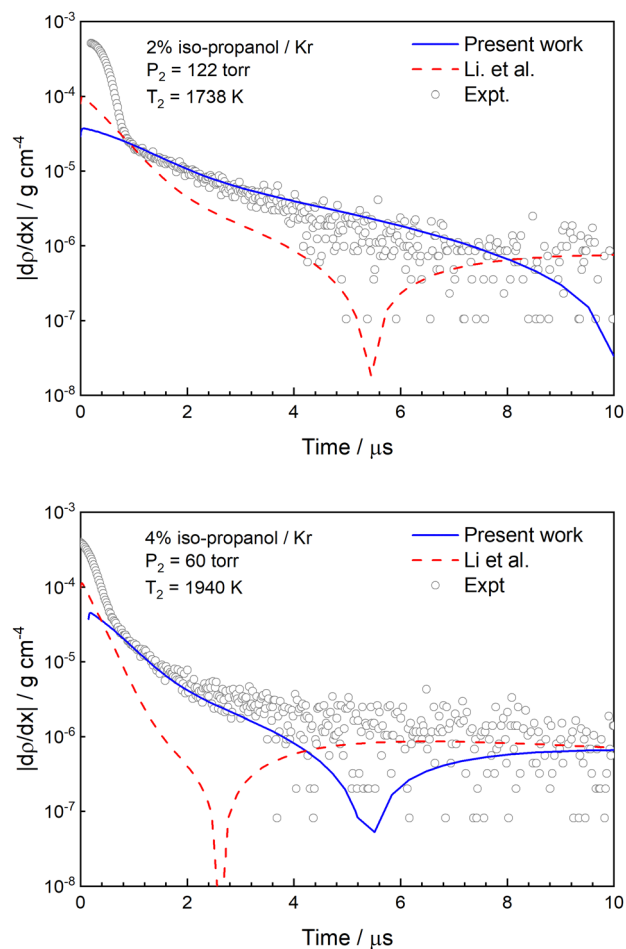 2% iso-propanol / Kr
P₂ = 122 torr
T₂ = 1738 K
Present work
Li. et al.
Expt.
10⁻⁴
10⁻⁵
10⁻⁶
10⁻⁷
10⁻⁸
|dρ/dx| / g cm⁻⁴
0 2 4 6 8 10
Time / μs
4% iso-propanol / Kr
P₂ = 60 torr
T₂ = 1940 K
Present work
Li et al.
Expt
10⁻³
10⁻⁴
10⁻⁵
10⁻⁶
10⁻⁷
10⁻⁸
|dρ/dx| / g cm⁻⁴
0 2 4 6 8 10
Time / μs